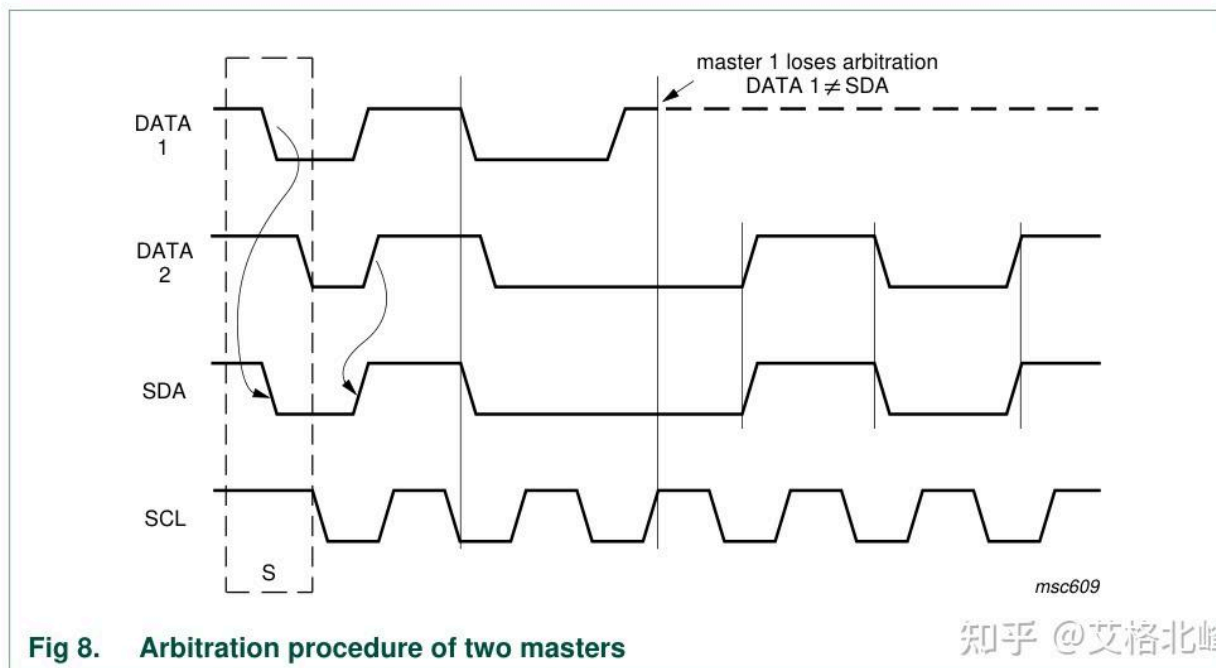 master 1 loses arbitration
DATA 1 ≠ SDA
DATA
1
DATA
2
SDA
SCL
S
msc609
Fig 8. Arbitration procedure of two masters
知乎 @艾格北峰